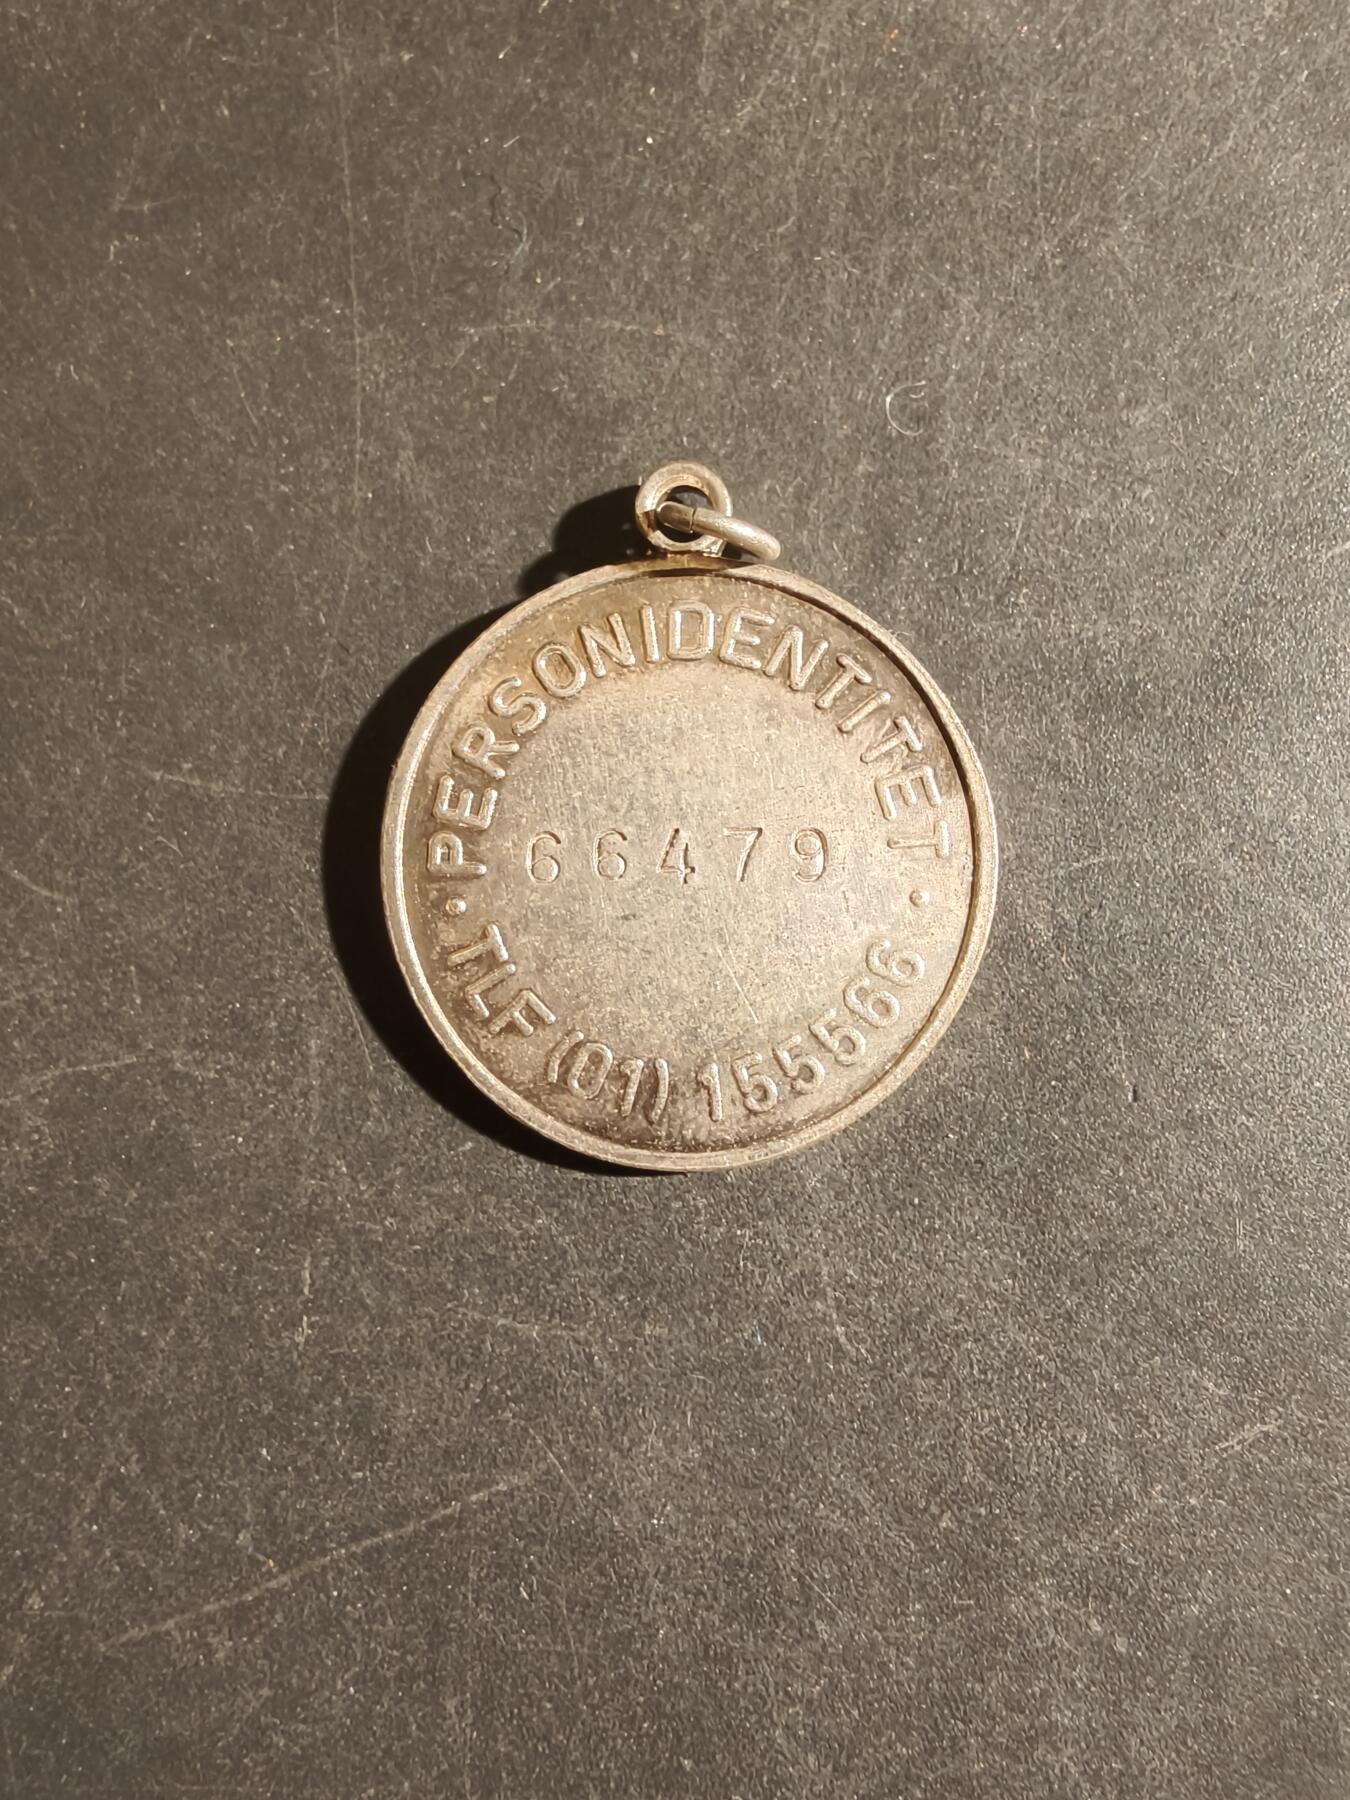 PERSONIDENTITET
66479
· TLF (01) 155566 ·